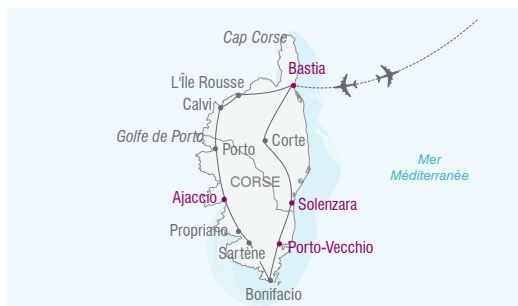 Cap Corse
Bastia
L'Île Rousse
Calvi
Golfe de Porto
Porto
Corte
Mer
Méditerranée
CORSE
Ajaccio
Solenzara
Propriano
Sartène
Porto-Vecchio
Bonifacio